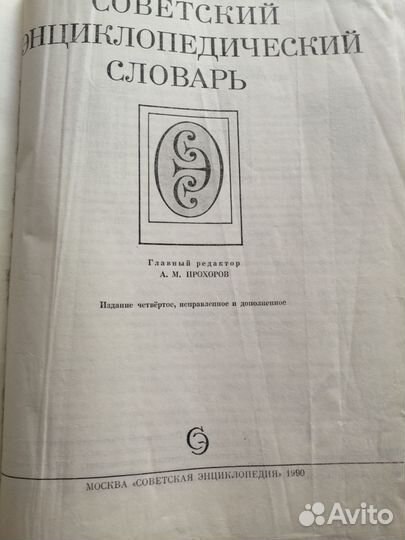 СОВЕТСКИЙ
ЭНЦИКЛОПЕДИЧЕСКИЙ
СЛОВАРЬ
Главный редактор
А. М. ПРОХОРОВ
Издание четвёртое, исправленное и дополненное
МОСКВА «СОВЕТСКАЯ ЭНЦИКЛОПЕДИЯ» 1990
Avito